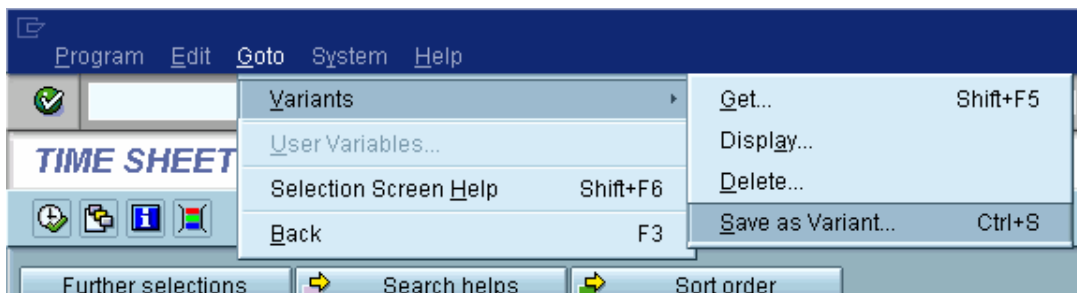 Program Edit Goto System Help
Variants
User Variables...
Selection Screen Help Shift+F6
Back F3
Get... Shift+F5
Display...
Delete...
Save as Variant... Ctrl+S
TIME SHEET
Further selections Search helps Sort order